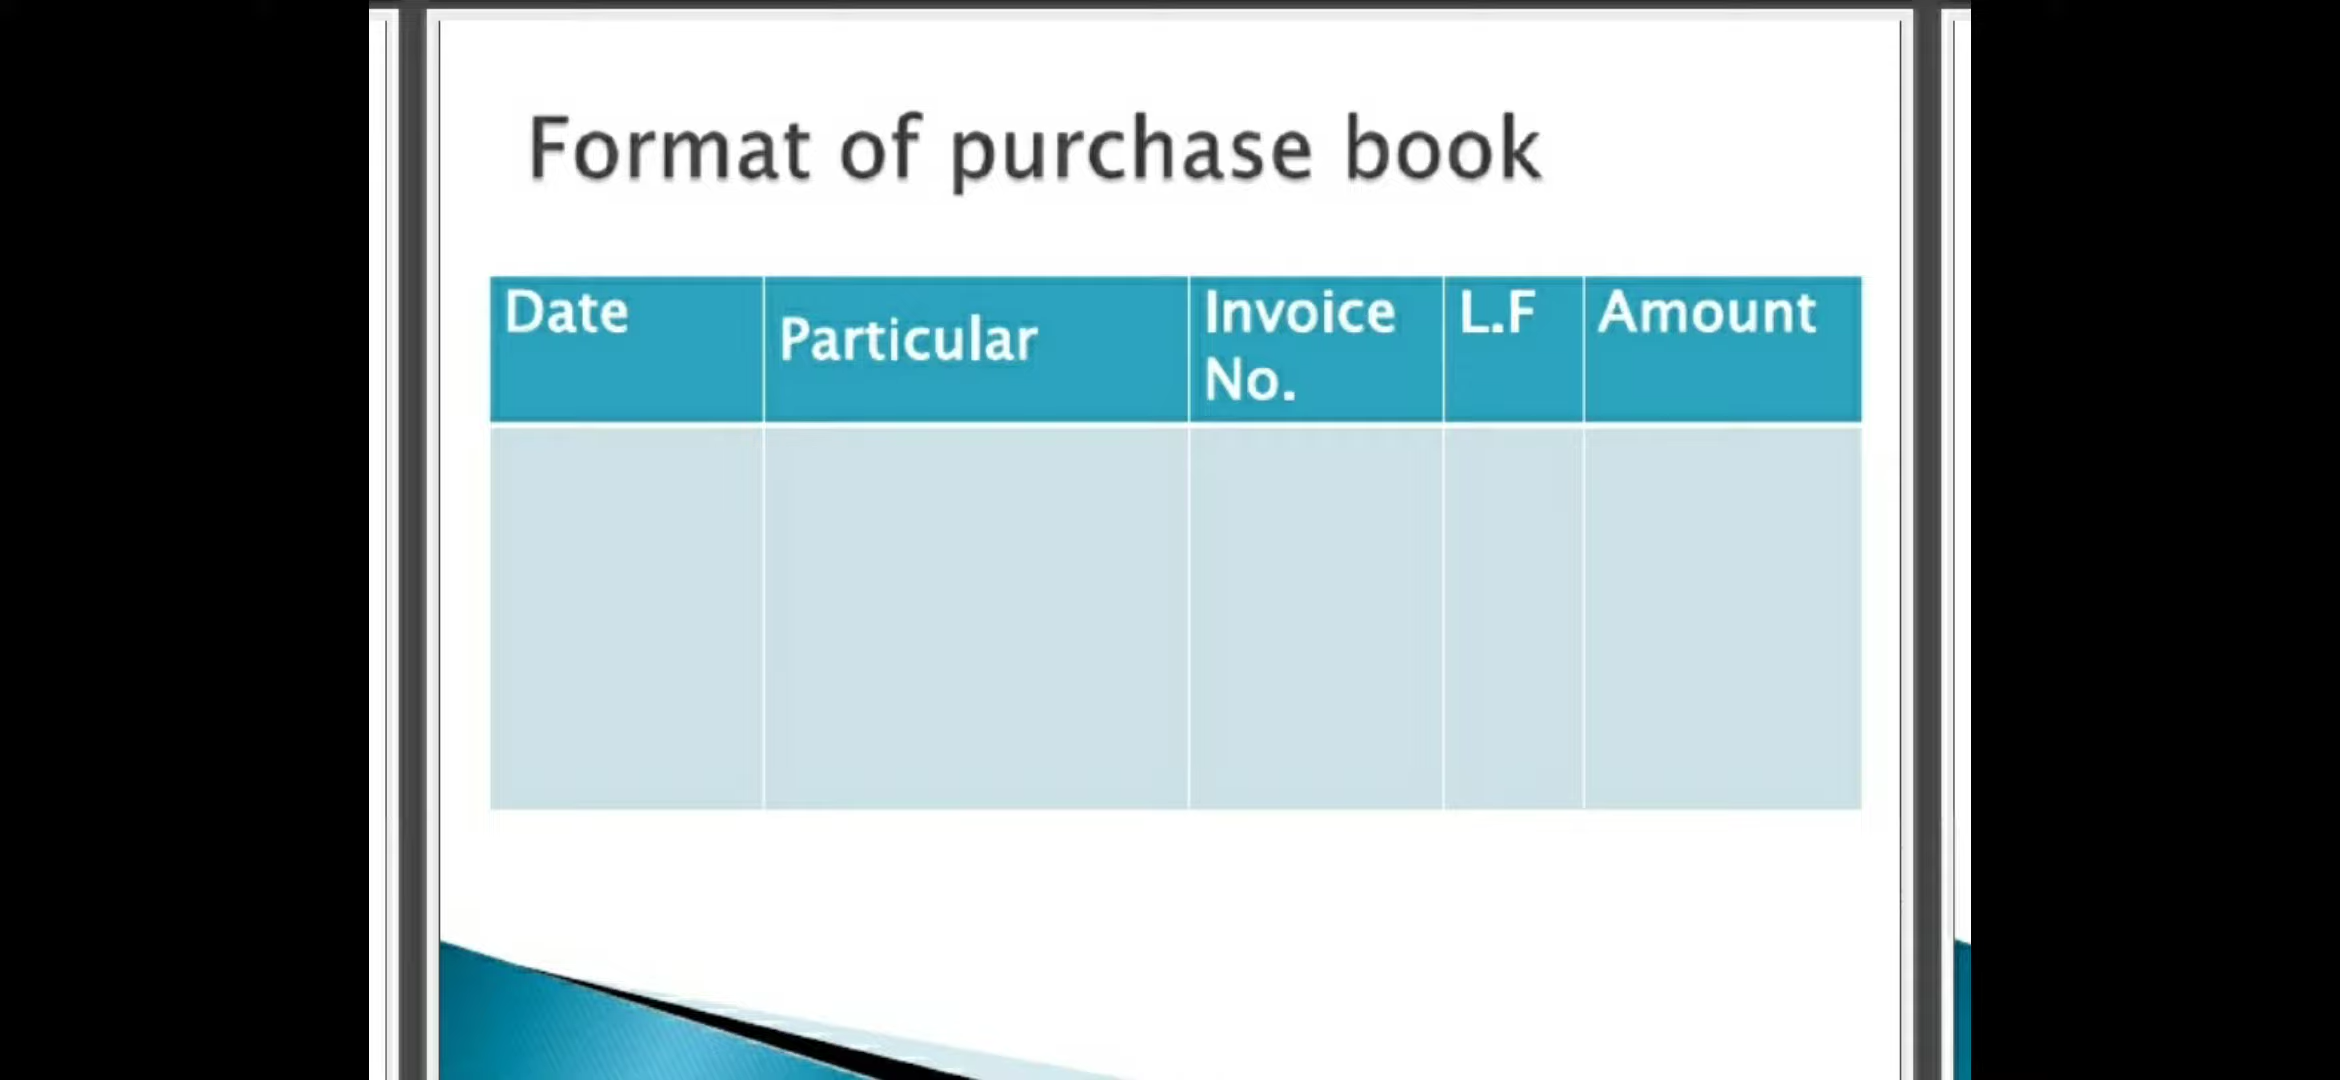 Format of purchase book
Date
Particular
Invoice
No.
L.F
Amount